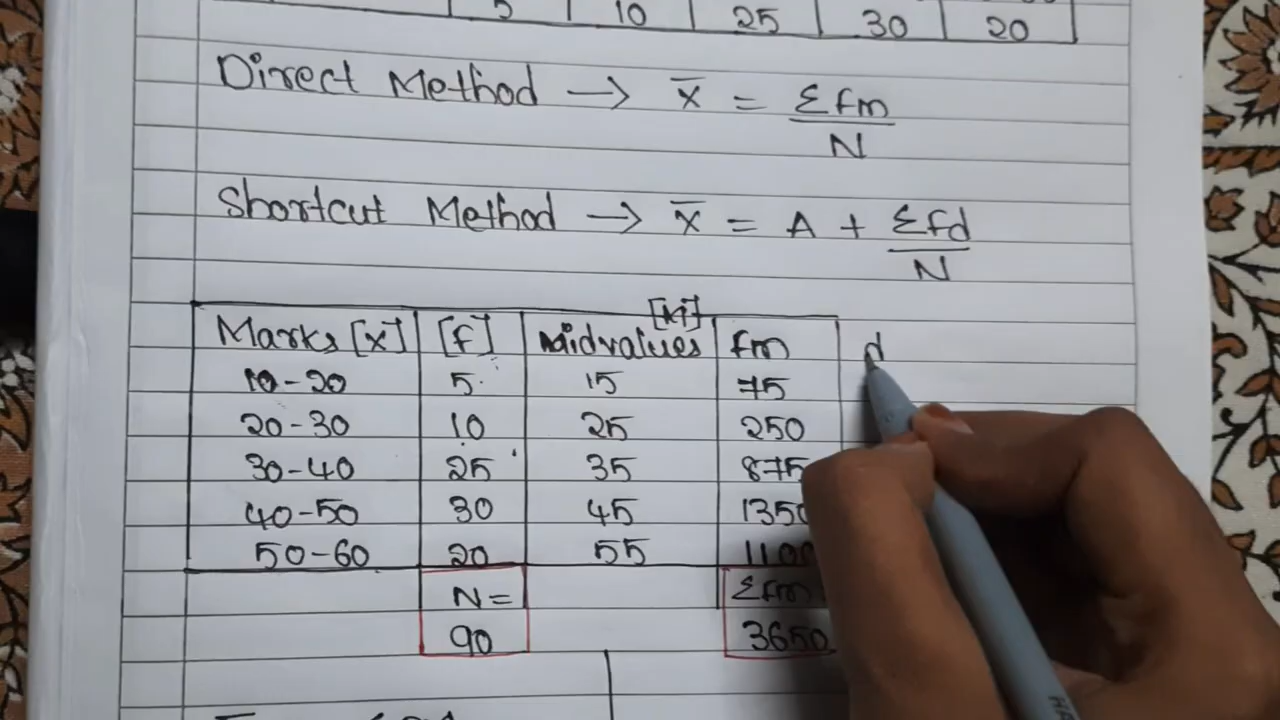 5 10 25 30 20
Direct Method → x̄ = Σfm / N
Shortcut Method → x̄ = A + Σfd / N
[M]
Marks [x] [f] Midvalues fm d
10-20 5 15 75
20-30 10 25 250
30-40 25 35 875
40-50 30 45 1350
50-60 20 55 1100
N = Σfm
90 3650